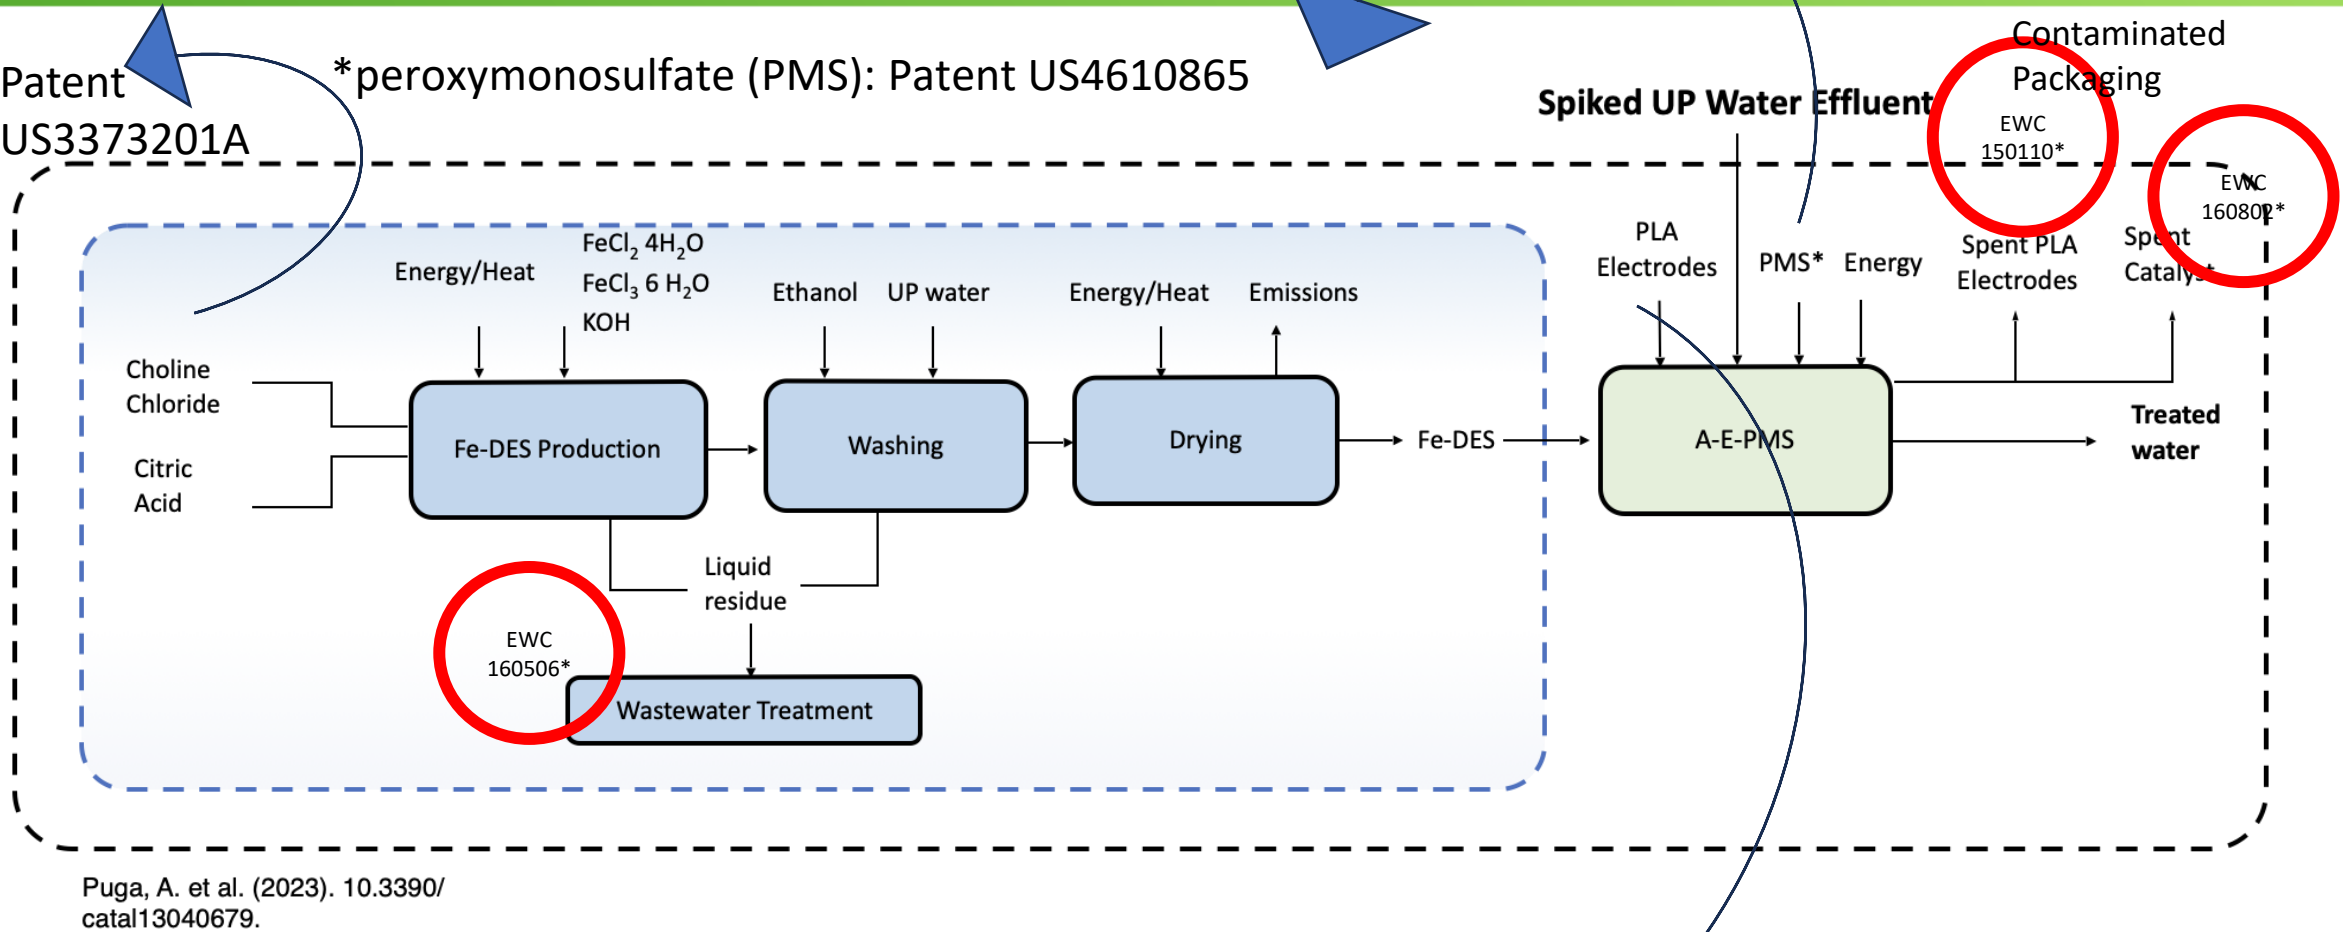 Contaminated
Packaging
Patent
US3373201A
*peroxymonosulfate (PMS): Patent US4610865
Spiked UP Water Effluent
EWC
150110*
EWC
160802*
Energy/Heat
FeCl2 4H2O
FeCl3 6 H2O
KOH
Ethanol
UP water
Energy/Heat
Emissions
PLA
Electrodes
PMS*
Energy
Spent PLA
Electrodes
Spent
Catalyst
Choline
Chloride
Citric
Acid
Fe-DES Production
Washing
Drying
Fe-DES
A-E-PMS
Treated
water
Liquid
residue
EWC
160506*
Wastewater Treatment
Puga, A. et al. (2023). 10.3390/
catal13040679.